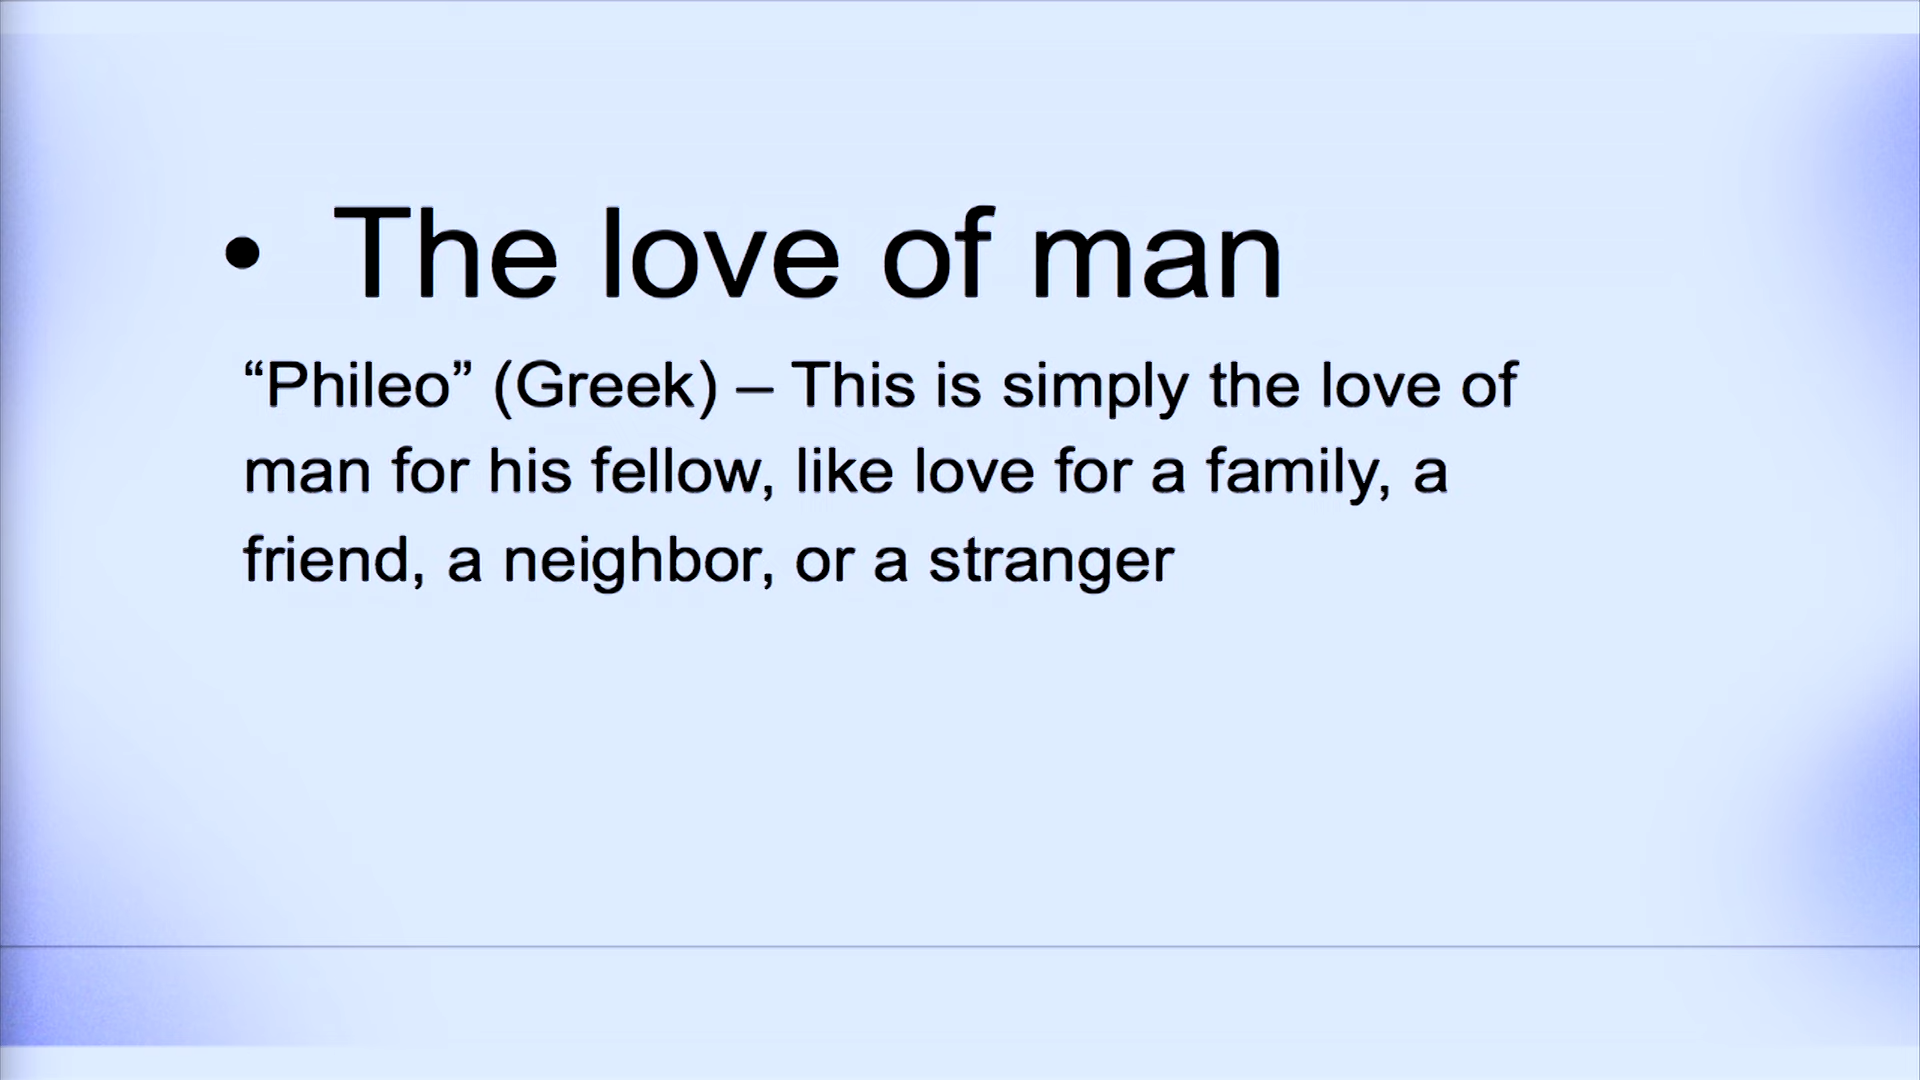 • The love of man
“Phileo” (Greek) – This is simply the love of
man for his fellow, like love for a family, a
friend, a neighbor, or a stranger